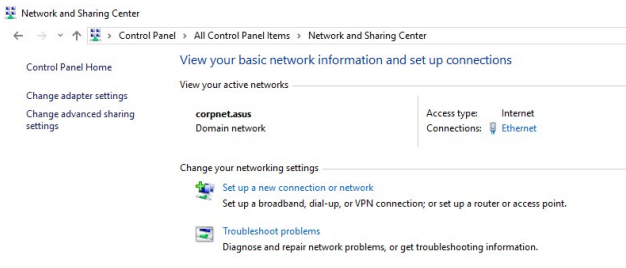 Network and Sharing Center
Control Panel > All Control Panel Items > Network and Sharing Center
Control Panel Home
Change adapter settings
Change advanced sharing
settings
View your basic network information and set up connections
View your active networks
corpnet.asus
Domain network
Access type: Internet
Connections: Ethernet
Change your networking settings
Set up a new connection or network
Set up a broadband, dial-up, or VPN connection; or set up a router or access point.
Troubleshoot problems
Diagnose and repair network problems, or get troubleshooting information.